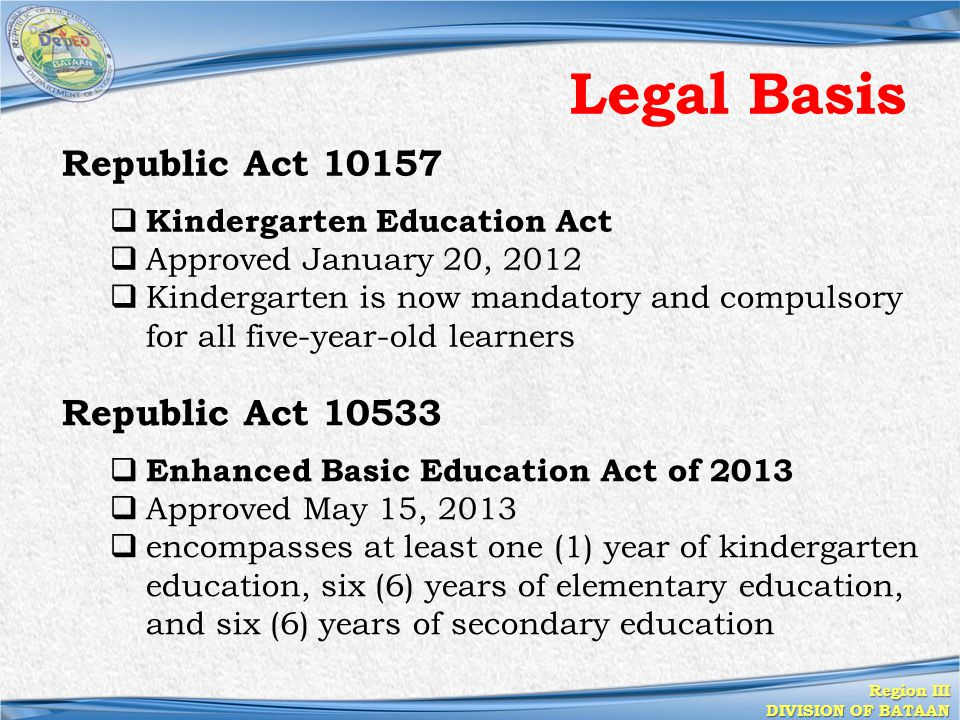 REPUBLIC OF THE PHILIPPINES
DepED
BATAAN
DEPARTMENT OF EDUCATION
Legal Basis
Republic Act 10157
❑ Kindergarten Education Act
❑ Approved January 20, 2012
❑ Kindergarten is now mandatory and compulsory
for all five-year-old learners
Republic Act 10533
❑ Enhanced Basic Education Act of 2013
❑ Approved May 15, 2013
❑ encompasses at least one (1) year of kindergarten
education, six (6) years of elementary education,
and six (6) years of secondary education
Region III
DIVISION OF BATAAN